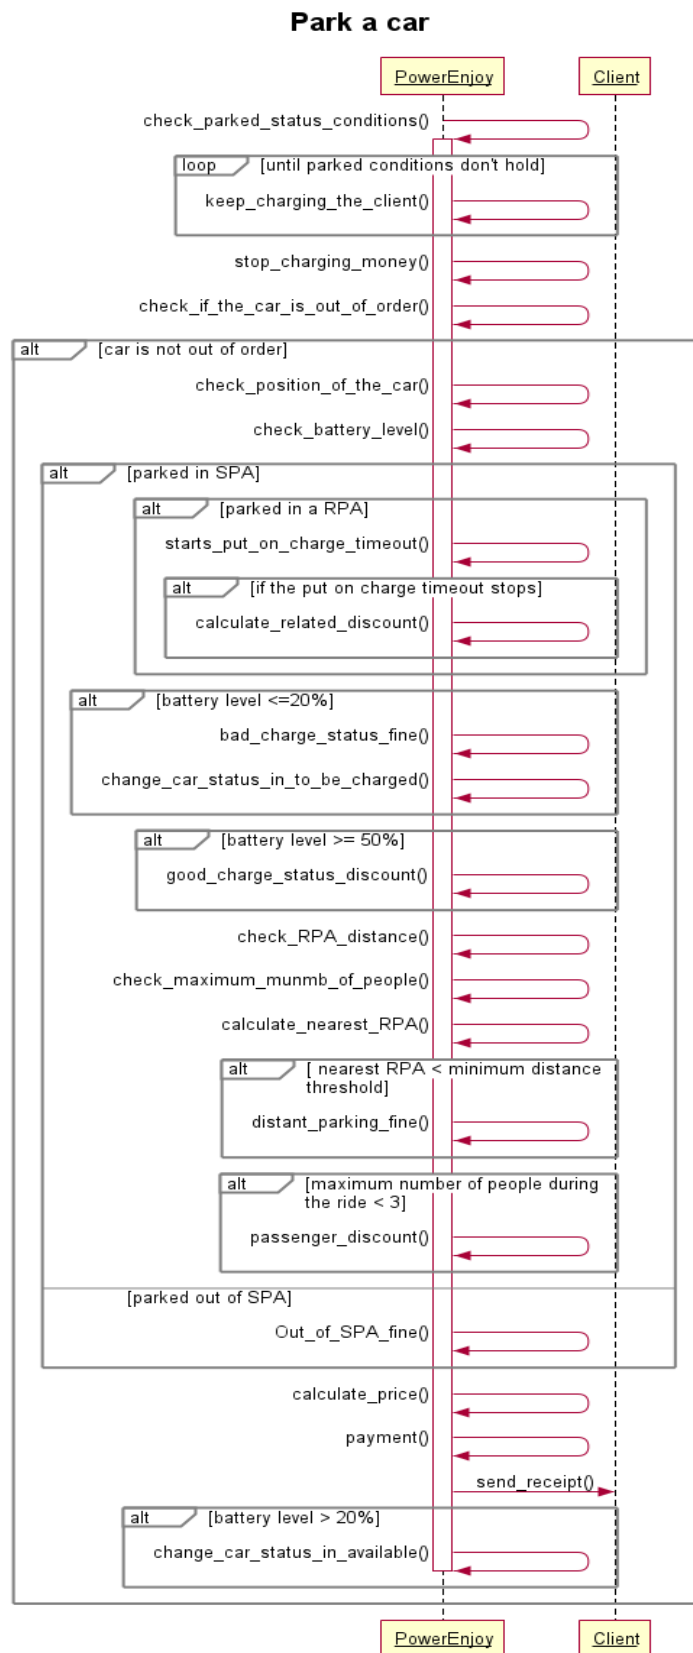 Park a car
PowerEnjoy
Client
check_parked_status_conditions()
loop
[until parked conditions don't hold]
keep_charging_the_client()
stop_charging_money()
check_if_the_car_is_out_of_order()
alt
[car is not out of order]
check_position_of_the_car()
check_battery_level()
alt
[parked in SPA]
alt
[parked in a RPA]
starts_put_on_charge_timeout()
alt
[if the put on charge timeout stops]
calculate_related_discount()
alt
[battery level <=20%]
bad_charge_status_fine()
change_car_status_in_to_be_charged()
alt
[battery level >= 50%]
good_charge_status_discount()
check_RPA_distance()
check_maximum_munmb_of_people()
calculate_nearest_RPA()
alt
[ nearest RPA < minimum distance
threshold]
distant_parking_fine()
alt
[maximum number of people during
the ride < 3]
passenger_discount()
[parked out of SPA]
Out_of_SPA_fine()
calculate_price()
payment()
send_receipt()
alt
[battery level > 20%]
change_car_status_in_available()
PowerEnjoy
Client